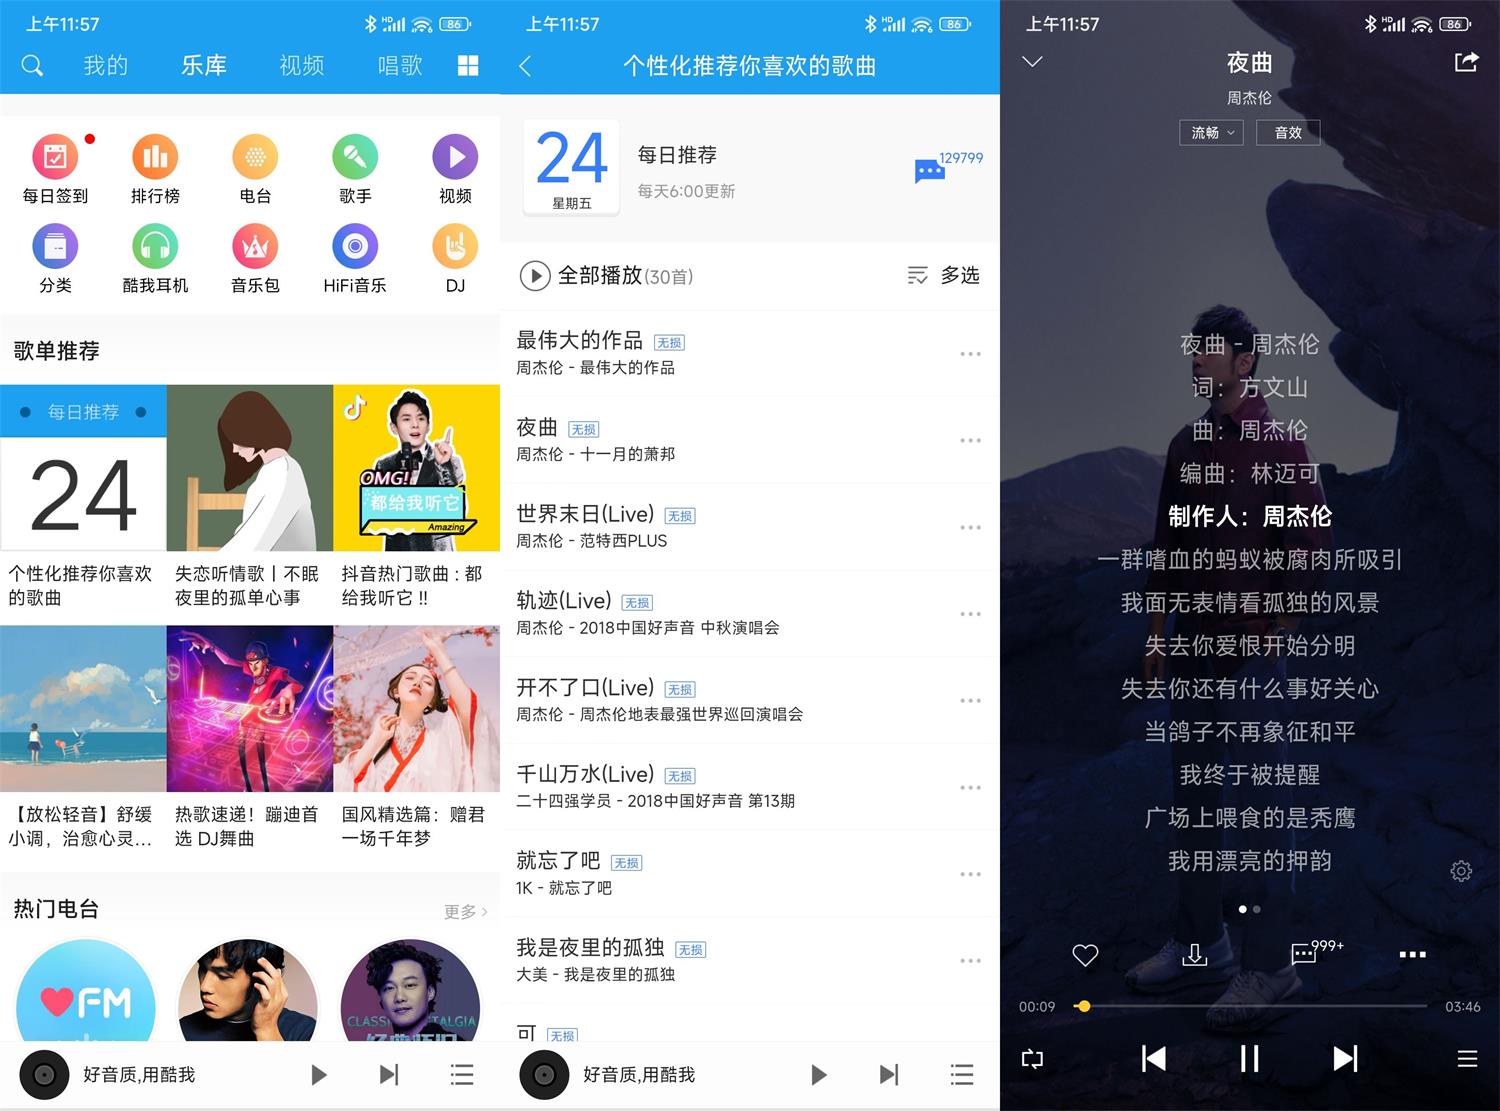 上午11:57
HD
86
我的
乐库
视频
唱歌
每日签到
排行榜
电台
歌手
视频
分类
酷我耳机
音乐包
HiFi音乐
DJ
歌单推荐
每日推荐
24
OMG!
都给我听它
Amazing
个性化推荐你喜欢
的歌曲
失恋听情歌丨不眠
夜里的孤单心事
抖音热门歌曲：都
给我听它 !!
【放松轻音】舒缓
小调，治愈心灵...
热歌速递！蹦迪首
选 DJ舞曲
国风精选篇：赠君
一场千年梦
热门电台
更多
FM
好音质,用酷我
上午11:57
HD
86
个性化推荐你喜欢的歌曲
24
星期五
每日推荐
每天6:00更新
129799
全部播放(30首)
多选
最伟大的作品 无损
周杰伦 - 最伟大的作品
夜曲 无损
周杰伦 - 十一月的萧邦
世界末日(Live) 无损
周杰伦 - 范特西PLUS
轨迹(Live) 无损
周杰伦 - 2018中国好声音 中秋演唱会
开不了口(Live) 无损
周杰伦 - 周杰伦地表最强世界巡回演唱会
千山万水(Live) 无损
二十四强学员 - 2018中国好声音 第13期
就忘了吧 无损
1K - 就忘了吧
我是夜里的孤独 无损
大美 - 我是夜里的孤独
可 无损
好音质,用酷我
上午11:57
HD
86
夜曲
周杰伦
流畅
音效
夜曲 - 周杰伦
词：方文山
曲：周杰伦
编曲：林迈可
制作人：周杰伦
一群嗜血的蚂蚁被腐肉所吸引
我面无表情看孤独的风景
失去你爱恨开始分明
失去你还有什么事好关心
当鸽子不再象征和平
我终于被提醒
广场上喂食的是秃鹰
我用漂亮的押韵
999+
00:09
03:46